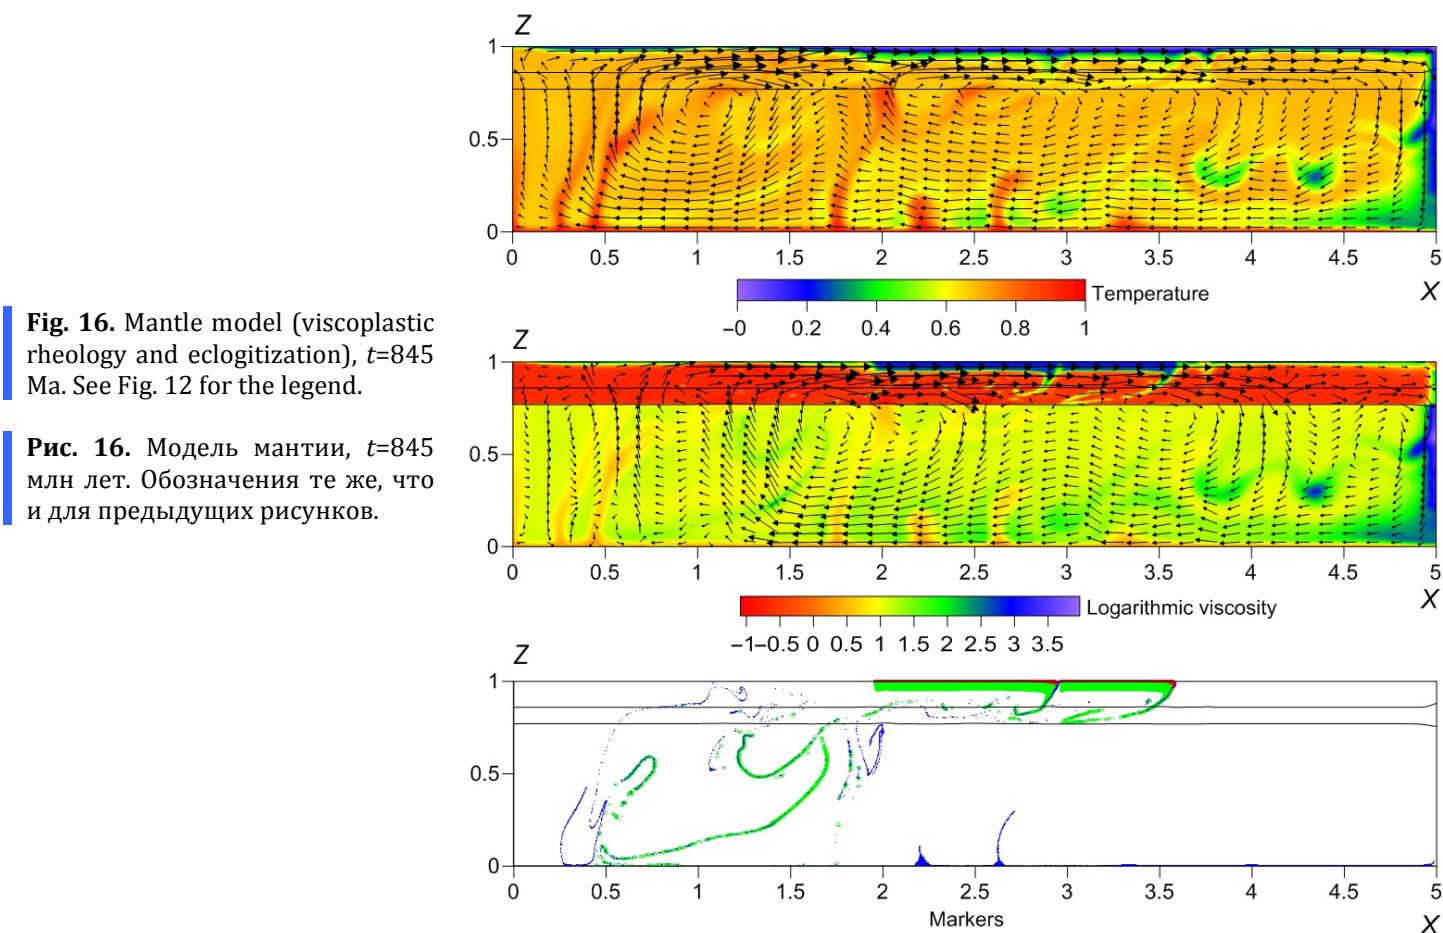 Z
1
0.5
0
0 0.5 1 1.5 2 2.5 3 3.5 4 4.5 5
X
Temperature
−0 0.2 0.4 0.6 0.8 1
Fig. 16. Mantle model (viscoplastic
rheology and eclogitization), t=845
Ma. See Fig. 12 for the legend.
Рис. 16. Модель мантии, t=845
млн лет. Обозначения те же, что
и для предыдущих рисунков.
Z
1
0.5
0
0 0.5 1 1.5 2 2.5 3 3.5 4 4.5 5
X
Logarithmic viscosity
−1−0.5 0 0.5 1 1.5 2 2.5 3 3.5
Z
1
0.5
0
0 0.5 1 1.5 2 2.5 3 3.5 4 4.5 5
Markers
X